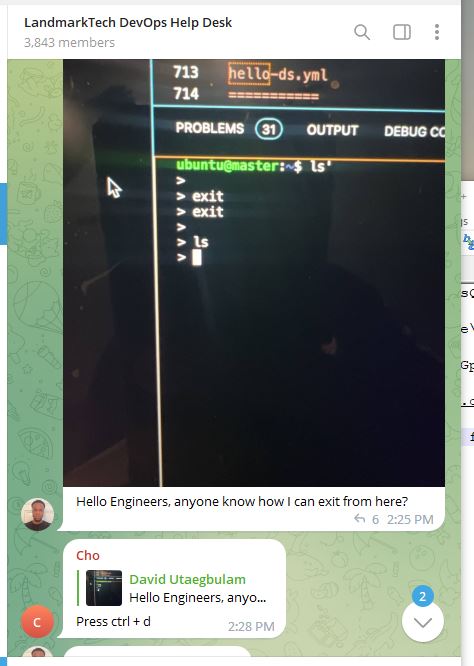 LandmarkTech DevOps Help Desk
3,843 members
713 hello-ds.yml
714 ===========
PROBLEMS 31 OUTPUT DEBUG CO
ubuntu@master:~$ ls'
>
> exit
> exit
>
> ls
>
Hello Engineers, anyone know how I can exit from here?
6 2:25 PM
Cho
David Utaegbulam
Hello Engineers, anyo...
C
Press ctrl + d
2:28 PM
2